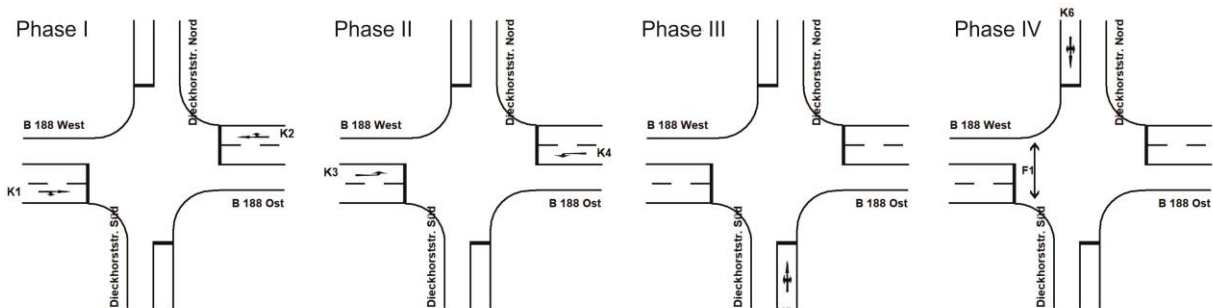 Phase I
Dieckhorststr. Nord
B 188 West
K2
K1
B 188 Ost
Dieckhorststr. Süd
Phase II
Dieckhorststr. Nord
B 188 West
K4
K3
B 188 Ost
Dieckhorststr. Süd
Phase III
Dieckhorststr. Nord
B 188 West
B 188 Ost
Dieckhorststr. Süd
Phase IV
K6
Dieckhorststr. Nord
B 188 West
F1
B 188 Ost
Dieckhorststr. Süd